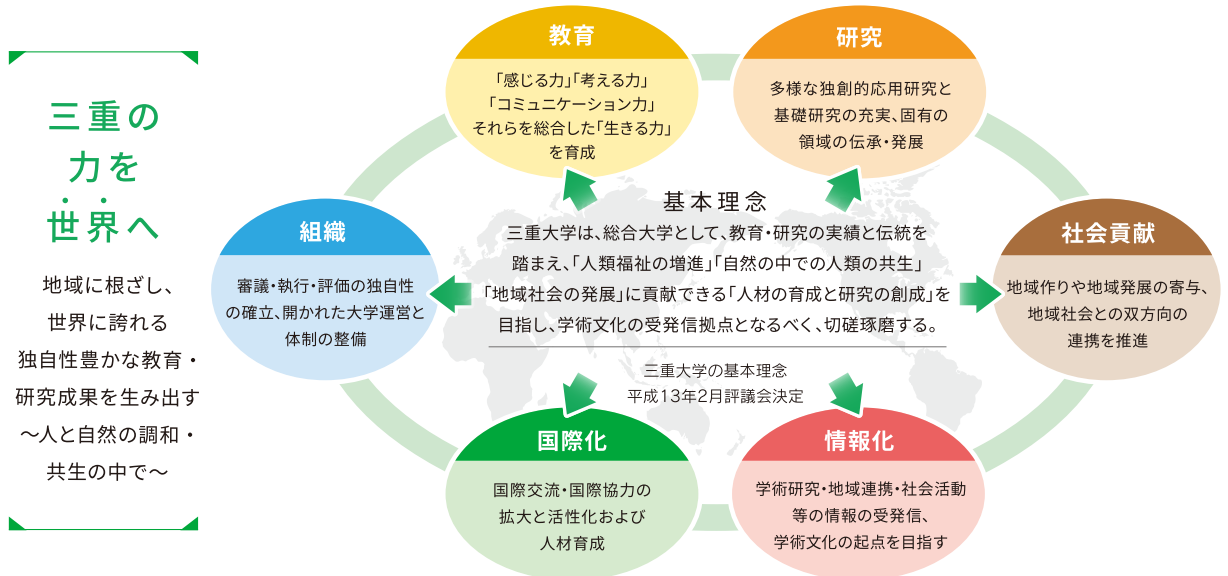 三重の
力を
世界へ
地域に根ざし、
世界に誇れる
独自性豊かな教育・
研究成果を生み出す
〜人と自然の調和・
共生の中で〜
教育
「感じる力」「考える力」
「コミュニケーション力」
それらを総合した「生きる力」
を育成
研究
多様な独創的応用研究と
基礎研究の充実、固有の
領域の伝承・発展
組織
審議・執行・評価の独自性
の確立、開かれた大学運営と
体制の整備
基本理念
三重大学は、総合大学として、教育・研究の実績と伝統を
踏まえ、「人類福祉の増進」「自然の中での人類の共生」
「地域社会の発展」に貢献できる「人材の育成と研究の創成」を
目指し、学術文化の受発信拠点となるべく、切磋琢磨する。
三重大学の基本理念
平成13年2月評議会決定
社会貢献
地域作りや地域発展の寄与、
地域社会との双方向の
連携を推進
国際化
国際交流・国際協力の
拡大と活性化および
人材育成
情報化
学術研究・地域連携・社会活動
等の情報の受発信、
学術文化の起点を目指す